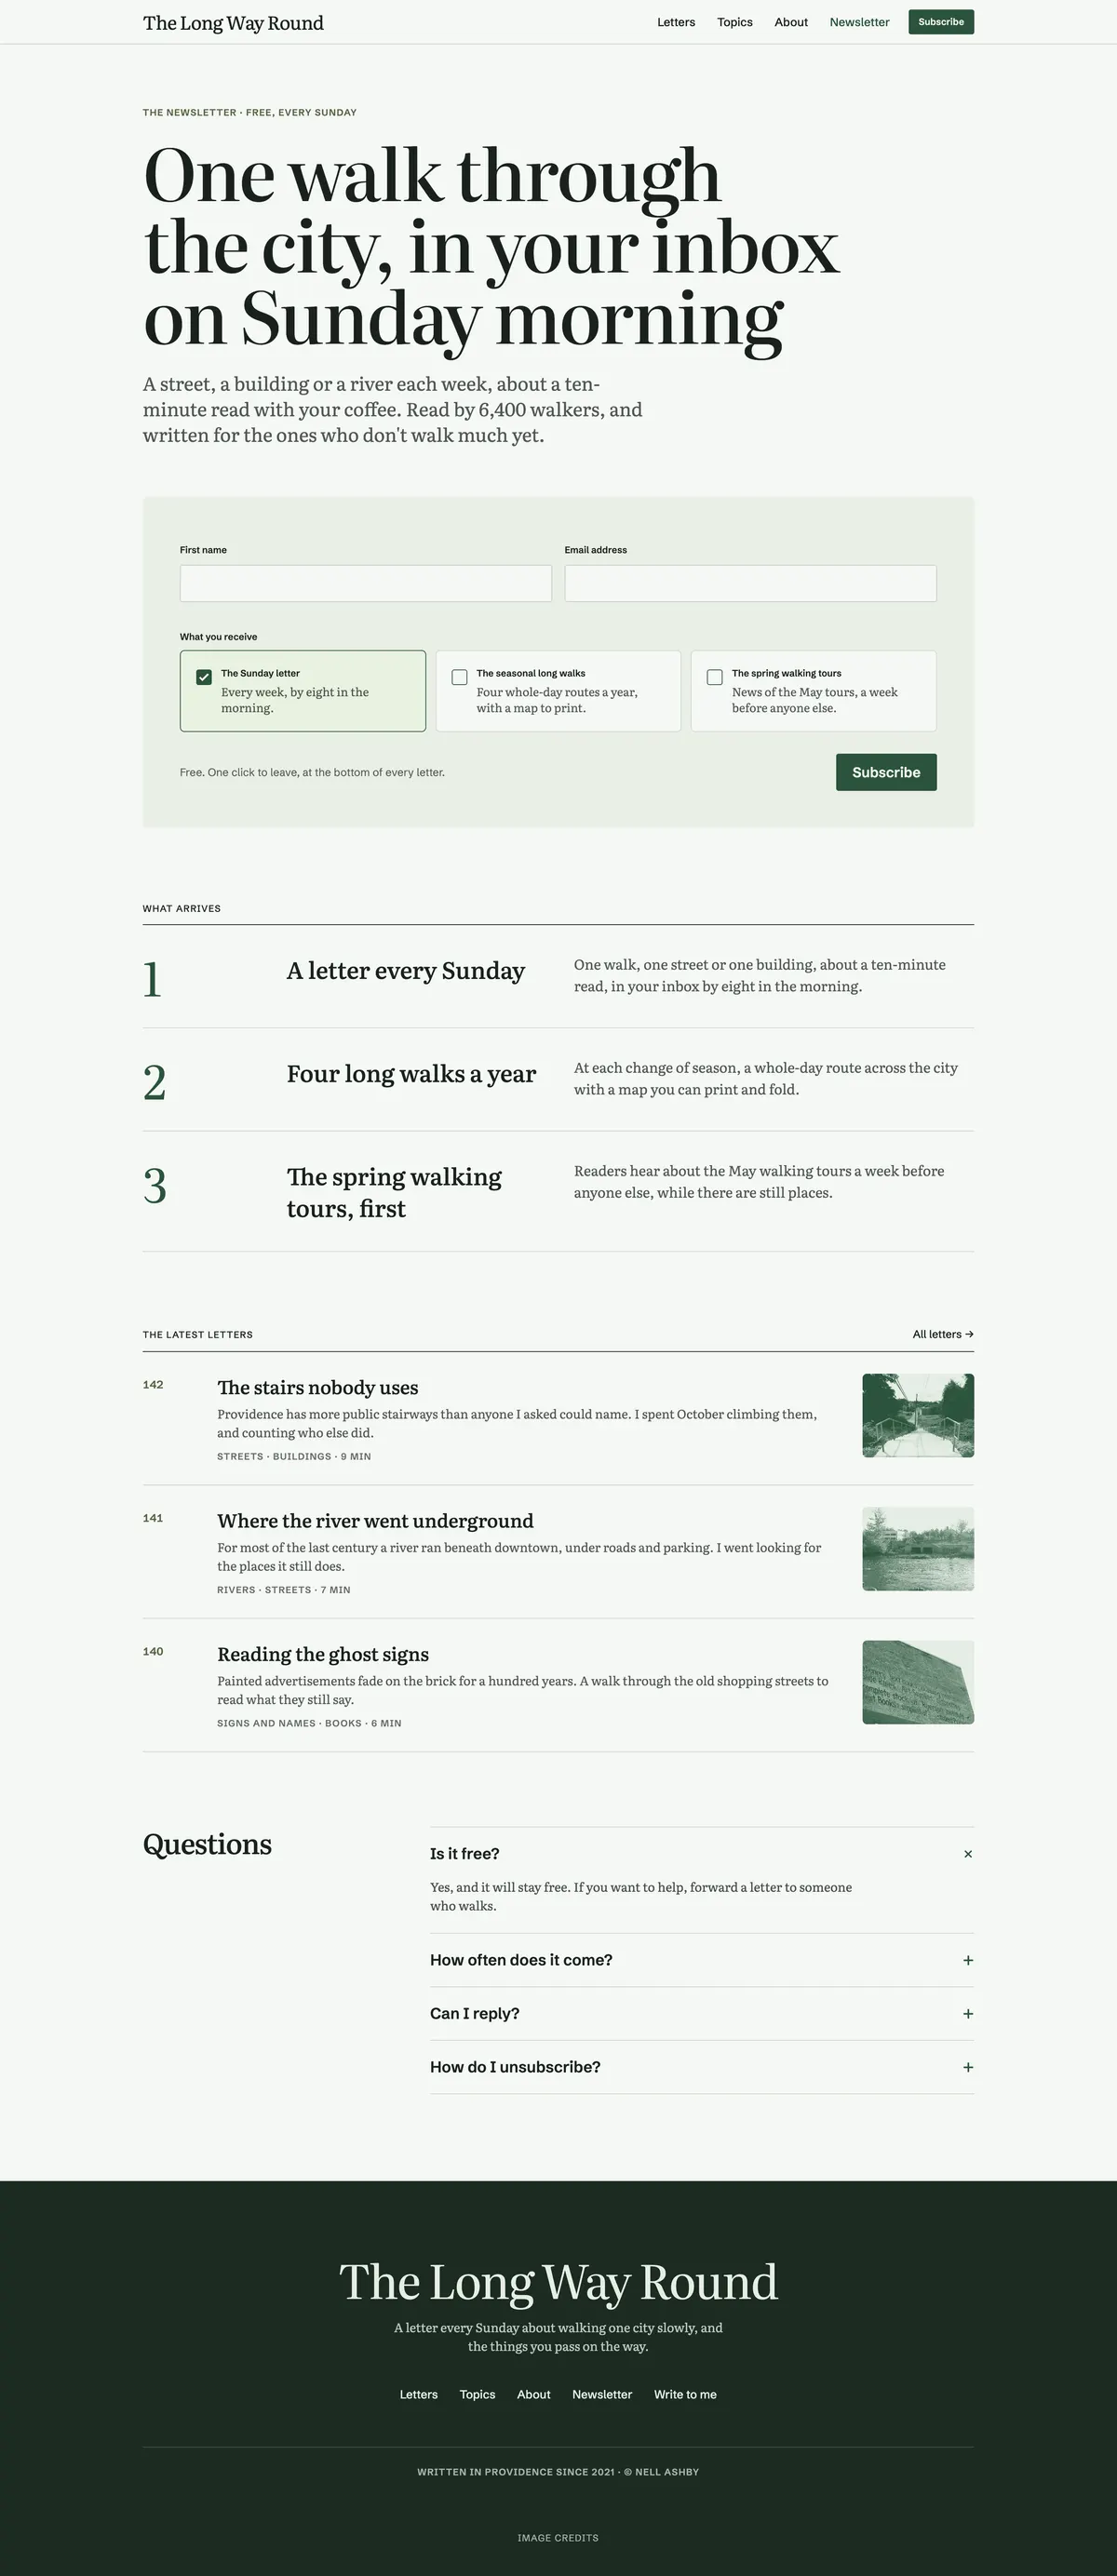 The Long Way Round
Letters Topics About Newsletter Subscribe
THE NEWSLETTER · FREE, EVERY SUNDAY
One walk through
the city, in your inbox
on Sunday morning
A street, a building or a river each week, about a ten-
minute read with your coffee. Read by 6,400 walkers, and
written for the ones who don't walk much yet.
First name
Email address
What you receive
The Sunday letter
Every week, by eight in the
morning.
The seasonal long walks
Four whole-day routes a year,
with a map to print.
The spring walking tours
News of the May tours, a week
before anyone else.
Free. One click to leave, at the bottom of every letter.
Subscribe
WHAT ARRIVES
1
A letter every Sunday
One walk, one street or one building, about a ten-minute
read, in your inbox by eight in the morning.
2
Four long walks a year
At each change of season, a whole-day route across the city
with a map you can print and fold.
3
The spring walking
tours, first
Readers hear about the May walking tours a week before
anyone else, while there are still places.
THE LATEST LETTERS
All letters →
142
The stairs nobody uses
Providence has more public stairways than anyone I asked could name. I spent October climbing them,
and counting who else did.
STREETS · BUILDINGS · 9 MIN
141
Where the river went underground
For most of the last century a river ran beneath downtown, under roads and parking. I went looking for
the places it still does.
RIVERS · STREETS · 7 MIN
140
Reading the ghost signs
Painted advertisements fade on the brick for a hundred years. A walk through the old shopping streets to
read what they still say.
SIGNS AND NAMES · BOOKS · 6 MIN
Questions
Is it free?
Yes, and it will stay free. If you want to help, forward a letter to someone
who walks.
How often does it come?
Can I reply?
How do I unsubscribe?
The Long Way Round
A letter every Sunday about walking one city slowly, and
the things you pass on the way.
Letters Topics About Newsletter Write to me
WRITTEN IN PROVIDENCE SINCE 2021 · © NELL ASHBY
IMAGE CREDITS